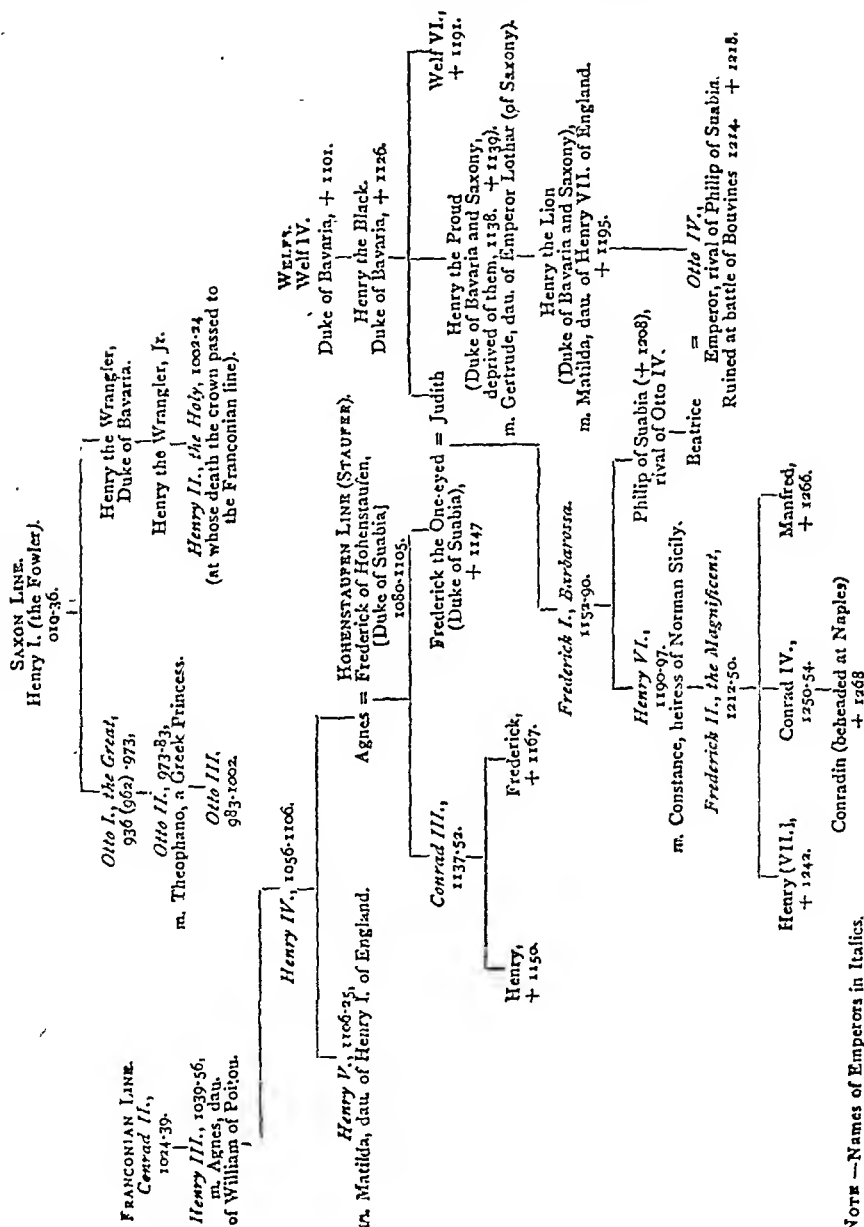 SAXON LINE.
Henry I. (the Fowler).
919-36.
Otto I., the Great,
936 (962) -973,
Otto II., 973-83,
m. Theophano, a Greek Princess.
Otto III.
983-1002.
Henry the Wrangler,
Duke of Bavaria.
Henry the Wrangler, Jr.
Henry II., the Holy, 1002-24
(at whose death the crown passed to
the Franconian line).
FRANCONIAN LINE.
Conrad II.,
1024-39.
Henry III., 1039-56,
m. Agnes, dau.
of William of Poitou.
Henry IV., 1056-1106.
Henry V., 1106-25,
m. Matilda, dau. of Henry I. of England.
HOHENSTAUFEN LINE (STAUFER).
Agnes = Frederick of Hohenstaufen,
[Duke of Suabia]
1080-1105.
WELFS.
Welf IV.
Duke of Bavaria, + 1101.
Henry the Black.
Duke of Bavaria, + 1126.
Conrad III.,
1137-52.
Frederick the One-eyed = Judith
(Duke of Suabia),
+ 1147
Henry the Proud
(Duke of Bavaria and Saxony,
deprived of them, 1138. + 1139).
m. Gertrude, dau. of Emperor Lothar (of Saxony).
Welf VI.,
+ 1191.
Henry,
+ 1150.
Frederick,
+ 1167.
Frederick I., Barbarossa.
1152-90.
Henry the Lion
(Duke of Bavaria and Saxony),
m. Matilda, dau. of Henry VII. of England.
+ 1195.
Henry VI.,
1190-97.
m. Constance, heiress of Norman Sicily.
Philip of Suabia (+ 1208),
rival of Otto IV.
Beatrice = Otto IV.,
Emperor, rival of Philip of Suabia.
Ruined at battle of Bouvines 1214. + 1218.
Frederick II., the Magnificent,
1212-50.
Henry (VII.],
+ 1242.
Conrad IV.,
1250-54.
Manfred,
+ 1266.
Conradin (beheaded at Naples)
+ 1268
NOTE —Names of Emperors in Italics.